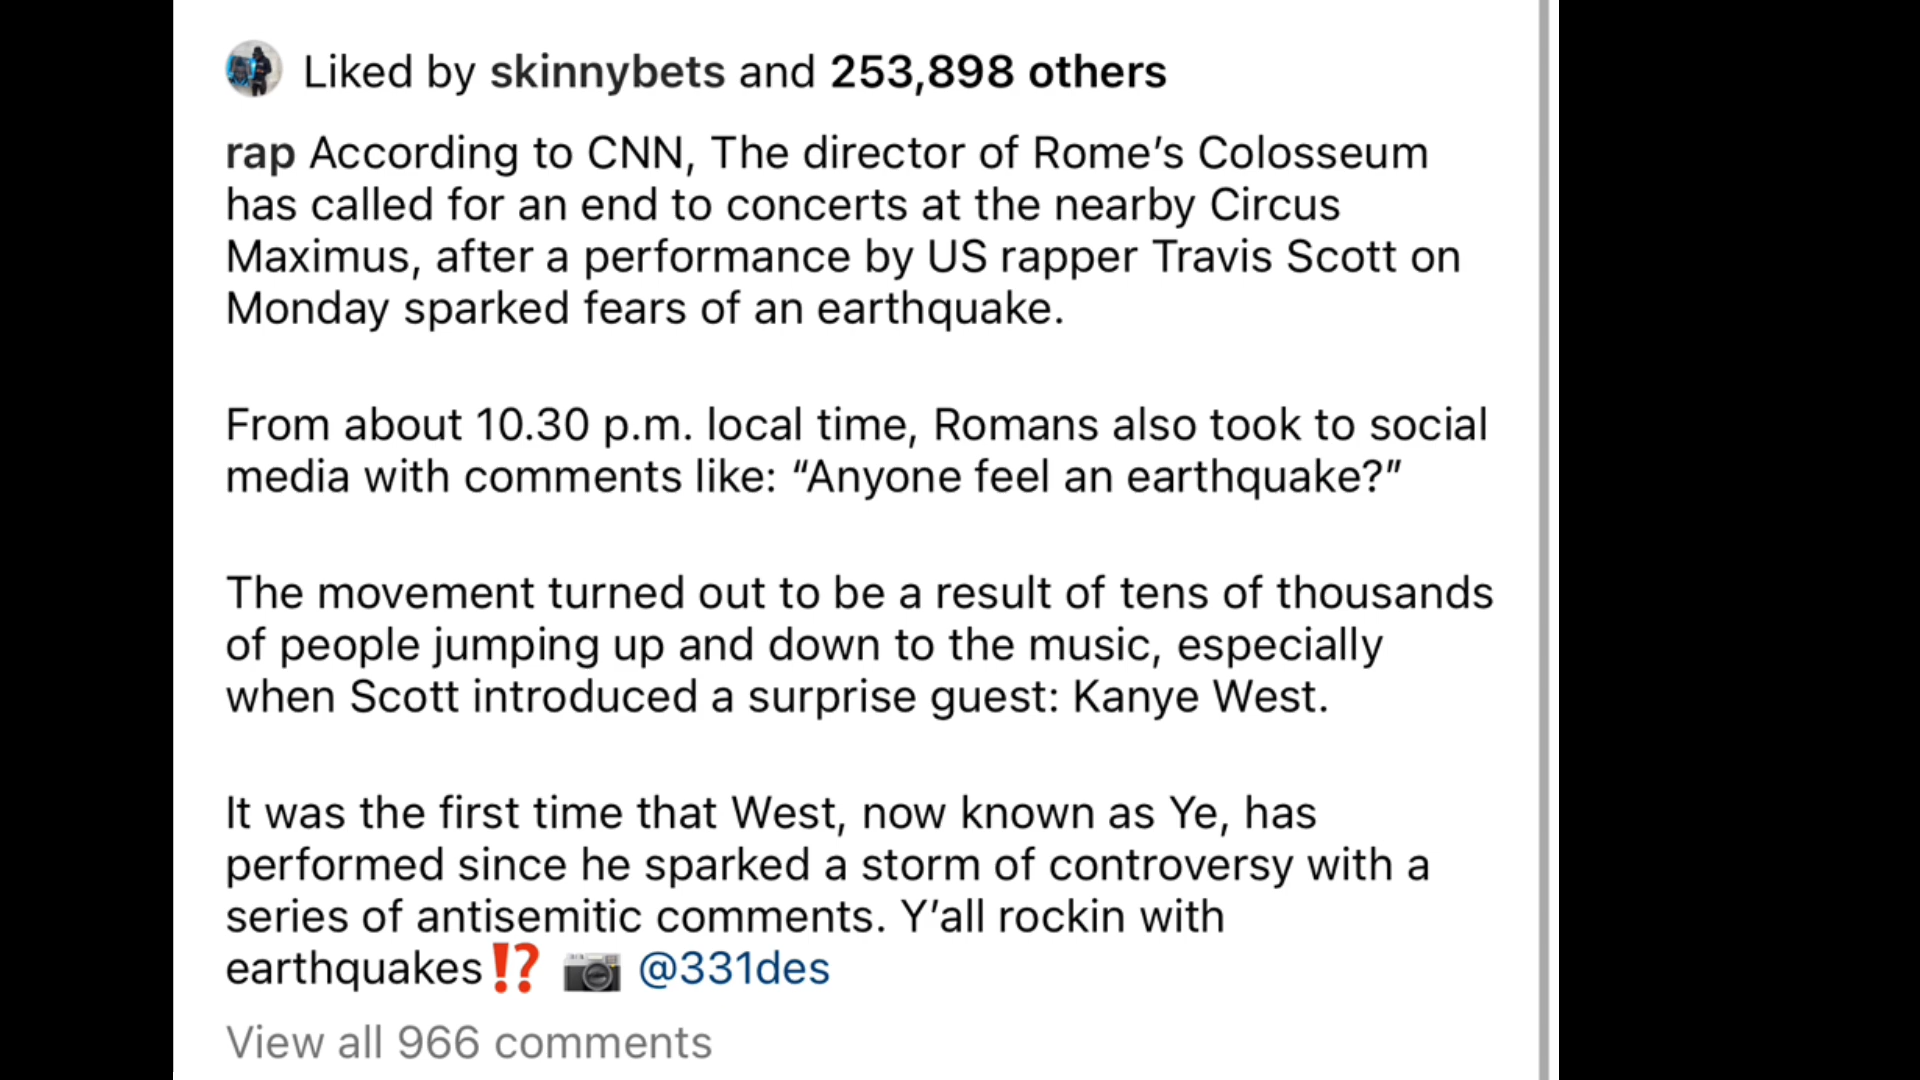 Liked by skinnybets and 253,898 others
rap According to CNN, The director of Rome’s Colosseum
has called for an end to concerts at the nearby Circus
Maximus, after a performance by US rapper Travis Scott on
Monday sparked fears of an earthquake.
From about 10.30 p.m. local time, Romans also took to social
media with comments like: “Anyone feel an earthquake?”
The movement turned out to be a result of tens of thousands
of people jumping up and down to the music, especially
when Scott introduced a surprise guest: Kanye West.
It was the first time that West, now known as Ye, has
performed since he sparked a storm of controversy with a
series of antisemitic comments. Y’all rockin with
earthquakes⁉️ 📷 @331des
View all 966 comments